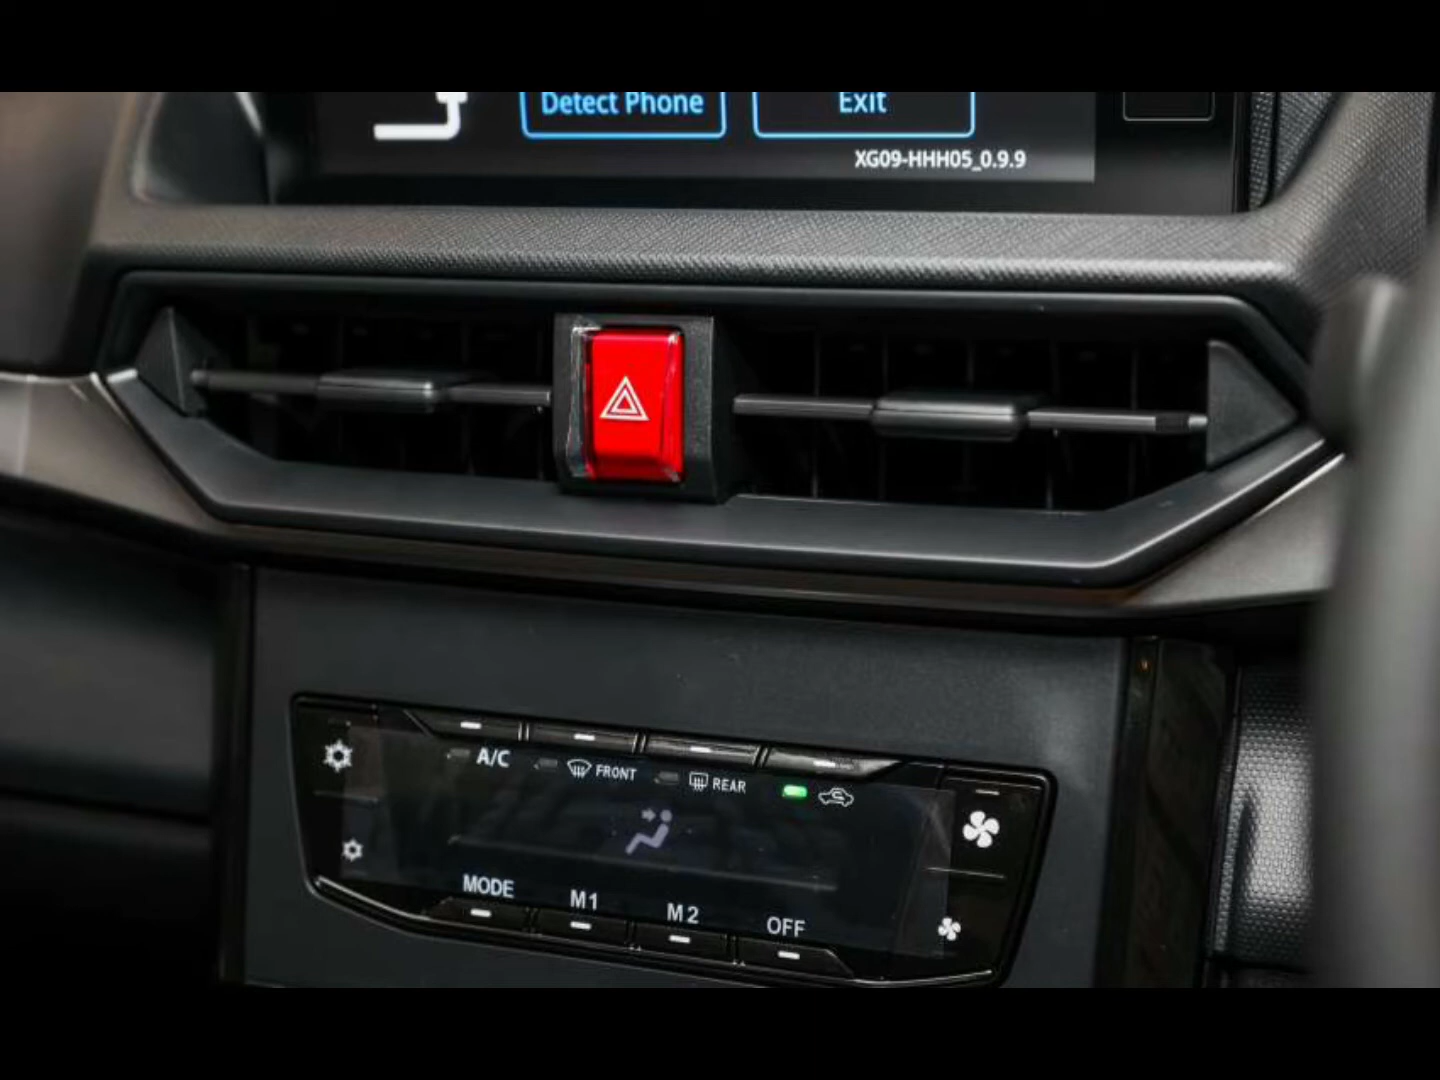 Detect Phone
Exit
XG09-HHH05_0.9.9
A/C
FRONT
REAR
MODE
M1
M2
OFF